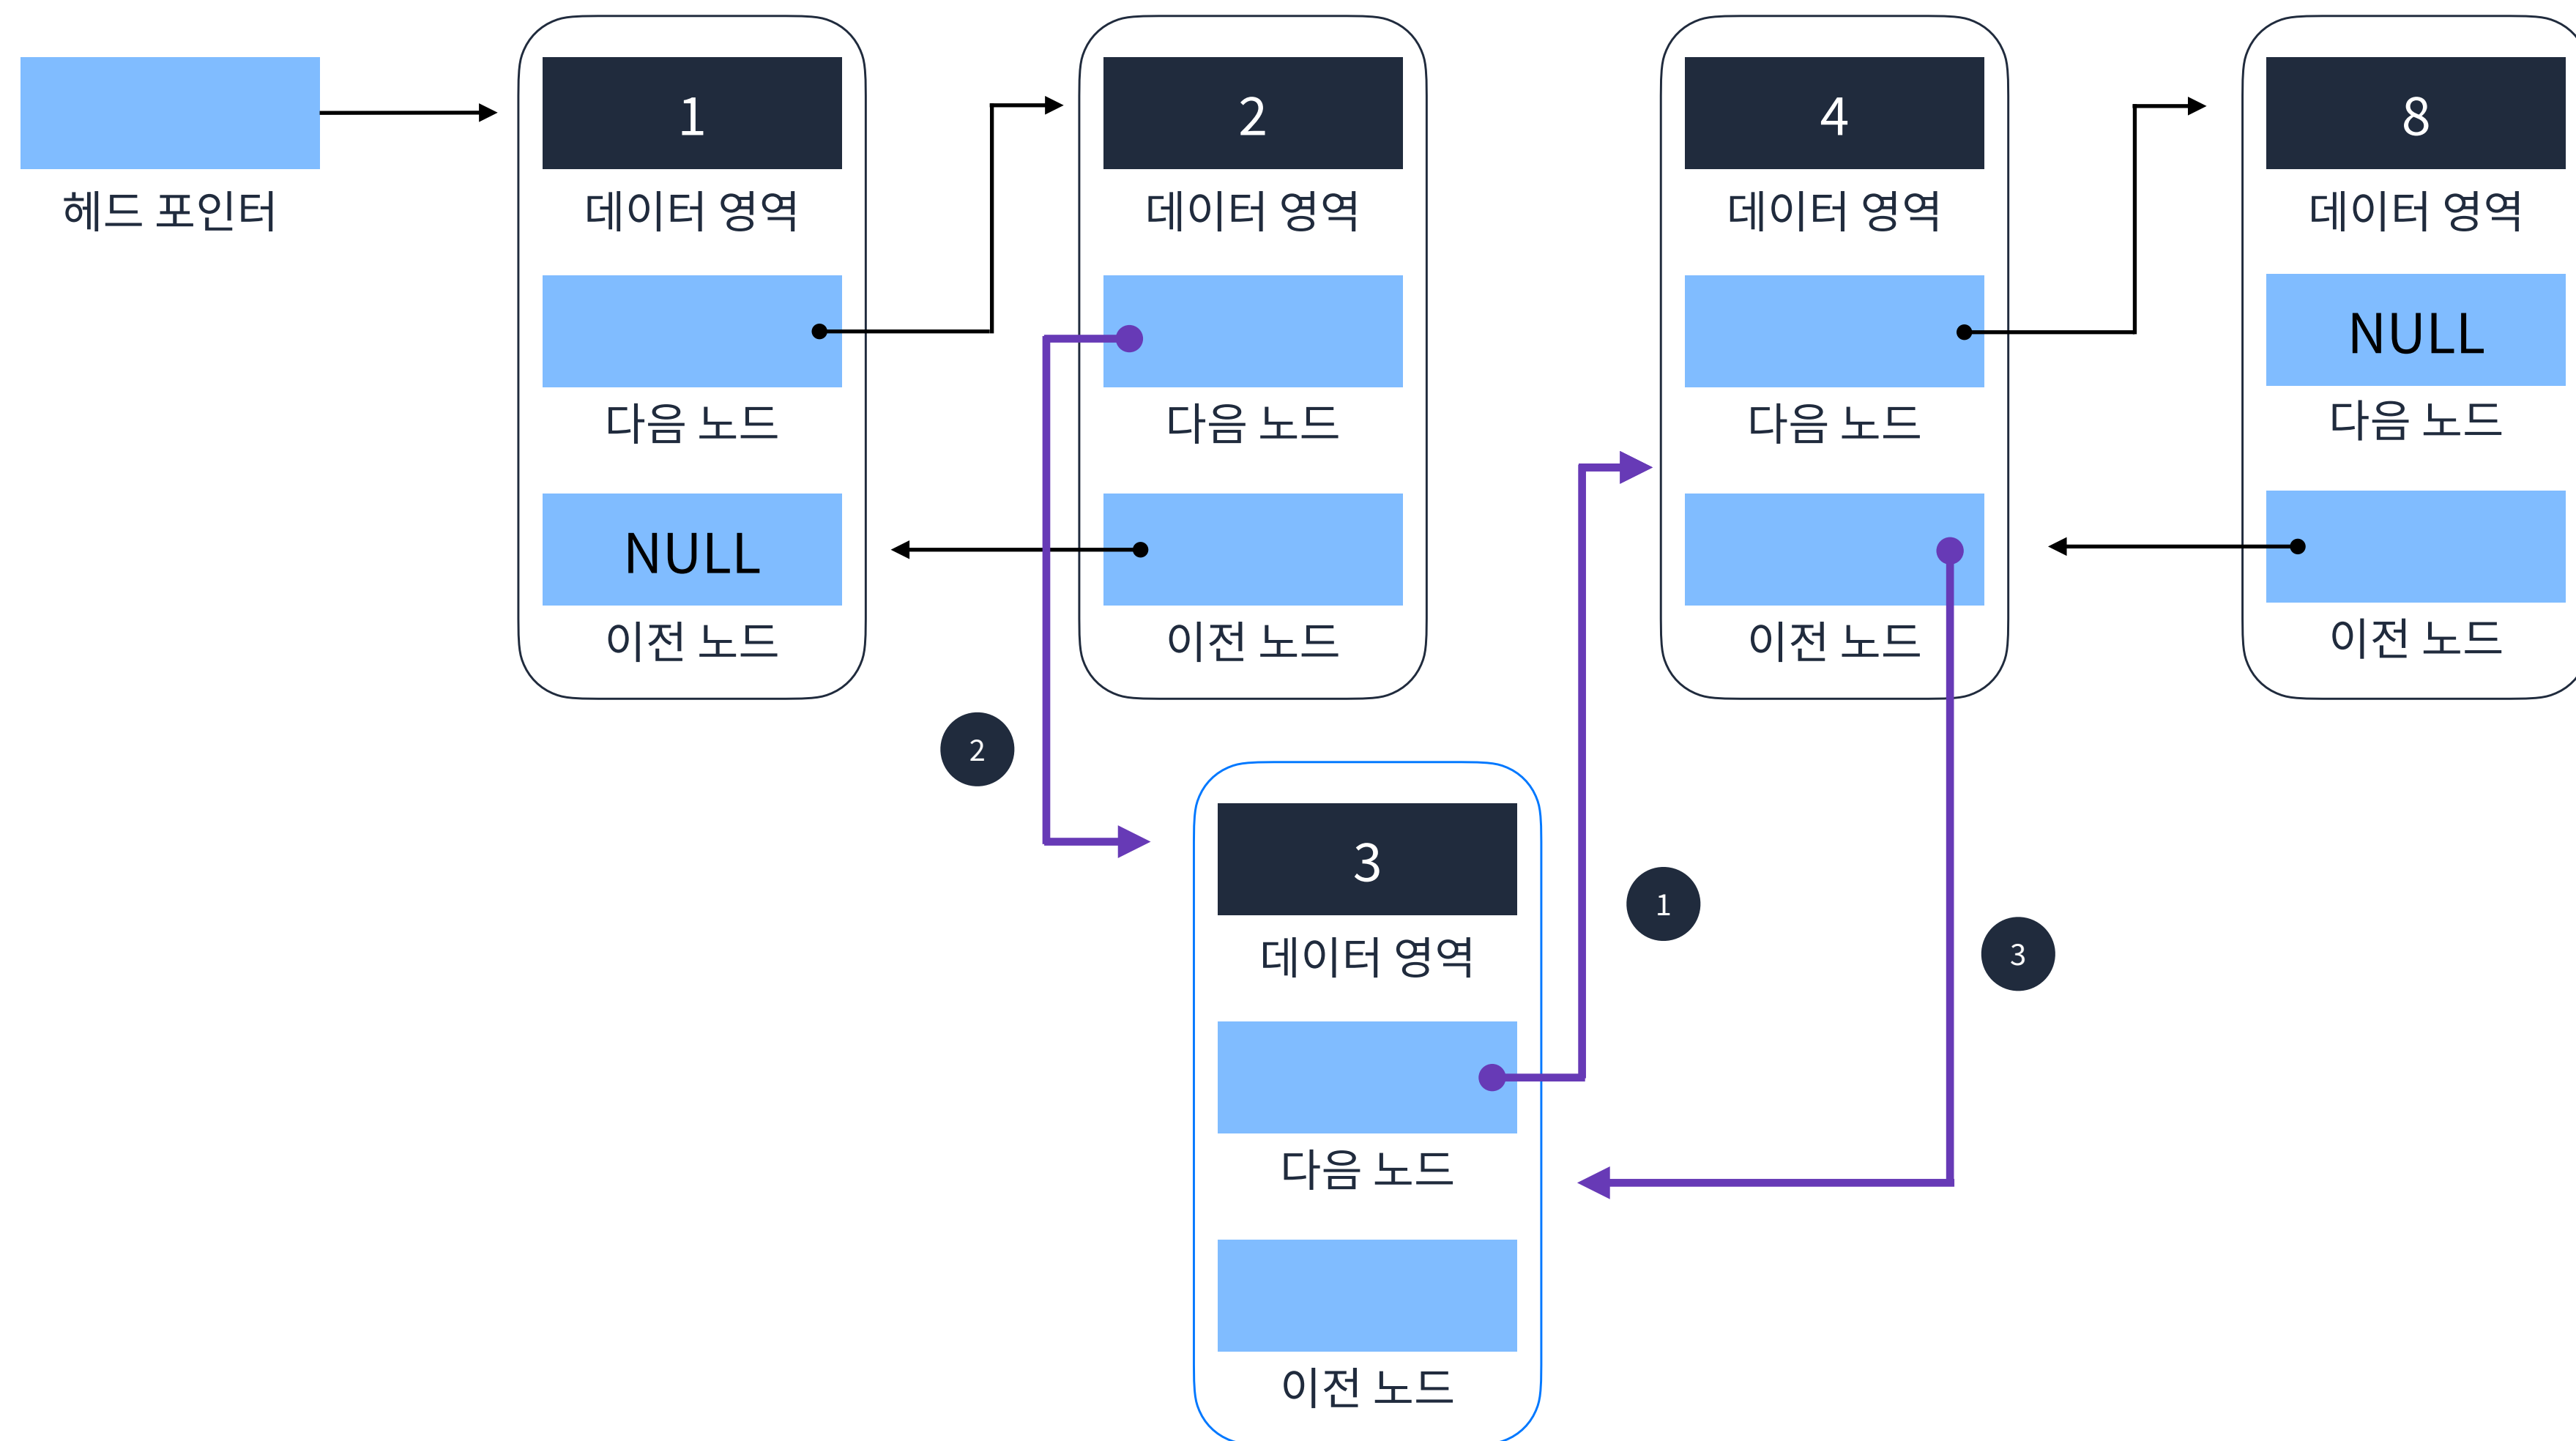 헤드 포인터
1
데이터 영역
다음 노드
NULL
이전 노드
2
데이터 영역
다음 노드
이전 노드
4
데이터 영역
다음 노드
이전 노드
8
데이터 영역
NULL
다음 노드
이전 노드
2
3
데이터 영역
다음 노드
이전 노드
1
3